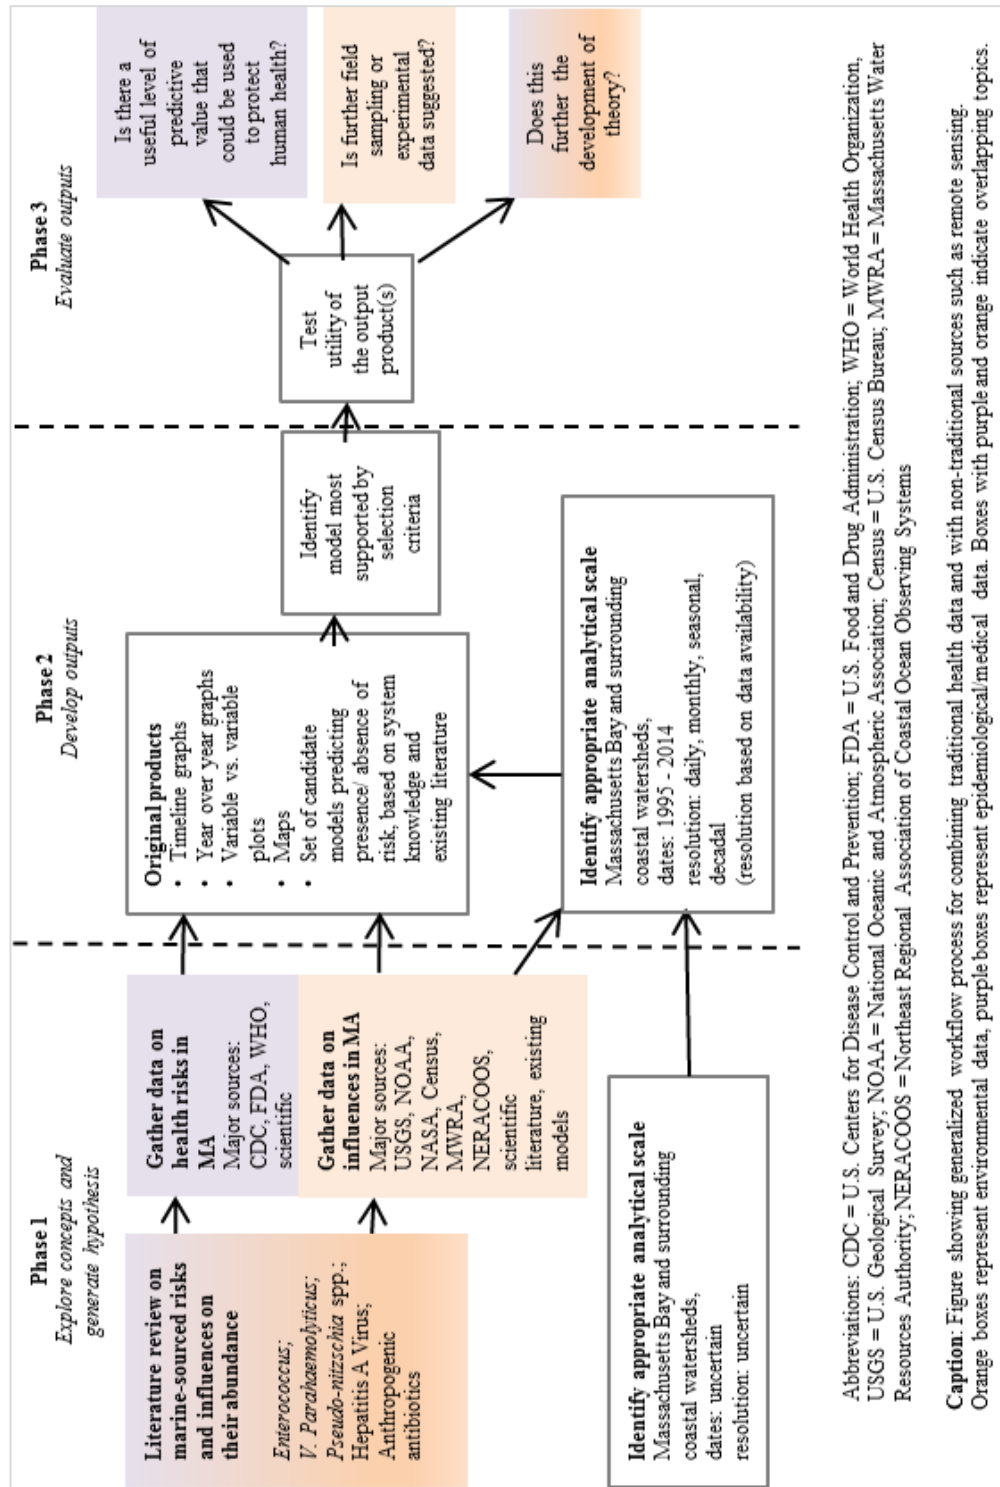 Phase 1
Explore concepts and
generate hypothesis
Literature review on
marine-sourced risks
and influences on
their abundance
Enterococcus;
V. Parahaemolyticus;
Pseudo-nitzschia spp.;
Hepatitis A Virus;
Anthropogenic
antibiotics
Gather data on
health risks in
MA
Major sources:
CDC, FDA, WHO,
scientific
Gather data on
influences in MA
Major sources:
USGS, NOAA,
NASA, Census,
MWRA,
NERACOOS,
scientific
literature, existing
models
Identify appropriate analytical scale
Massachusetts Bay and surrounding
coastal watersheds,
dates: uncertain
resolution: uncertain
Phase 2
Develop outputs
Original products
• Timeline graphs
• Year over year graphs
• Variable vs. variable
plots
• Maps
• Set of candidate
models predicting
presence/ absence of
risk, based on system
knowledge and
existing literature
Identify
model most
supported by
selection
criteria
Identify appropriate analytical scale
Massachusetts Bay and surrounding
coastal watersheds,
dates: 1995 - 2014
resolution: daily, monthly, seasonal,
decadal
(resolution based on data availability)
Phase 3
Evaluate outputs
Test
utility of
the output
product(s)
Is there a
useful level of
predictive
value that
could be used
to protect
human health?
Is further field
sampling or
experimental
data suggested?
Does this
further the
development of
theory?
Abbreviations: CDC = U.S. Centers for Disease Control and Prevention; FDA = U.S. Food and Drug Administration; WHO = World Health Organization,
USGS = U.S. Geological Survey; NOAA = National Oceanic and Atmospheric Association; Census = U.S. Census Bureau; MWRA = Massachusetts Water
Resources Authority; NERACOOS = Northeast Regional Association of Coastal Ocean Observing Systems
Caption: Figure showing generalized workflow process for combining traditional health data and with non-traditional sources such as remote sensing.
Orange boxes represent environmental data, purple boxes represent epidemiological/medical data. Boxes with purple and orange indicate overlapping topics.